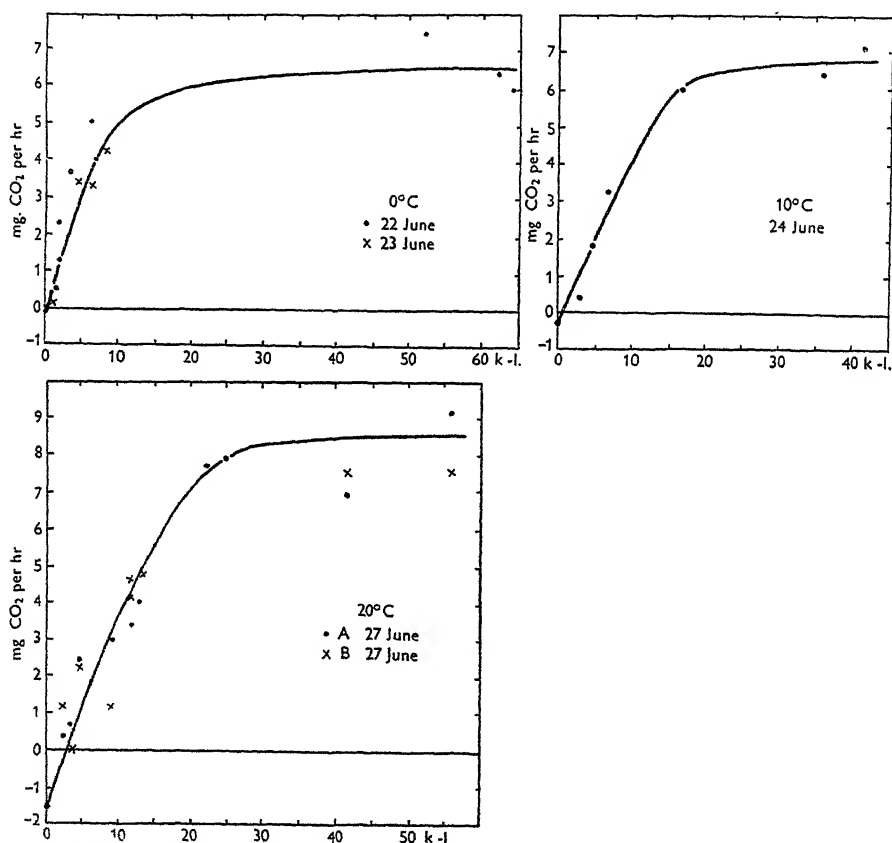 mg. CO₂ per hr
7
6
5
4
3
2
1
0
-1
0°C
• 22 June
× 23 June
0 10 20 30 40 50 60 k-l.
mg CO₂ per hr
7
6
5
4
3
2
1
0
-1
10°C
24 June
0 10 20 30 40 k-l.
mg CO₂ per hr
9
8
7
6
5
4
3
2
1
0
-1
-2
20°C
• A 27 June
× B 27 June
0 10 20 30 40 50 k-l.